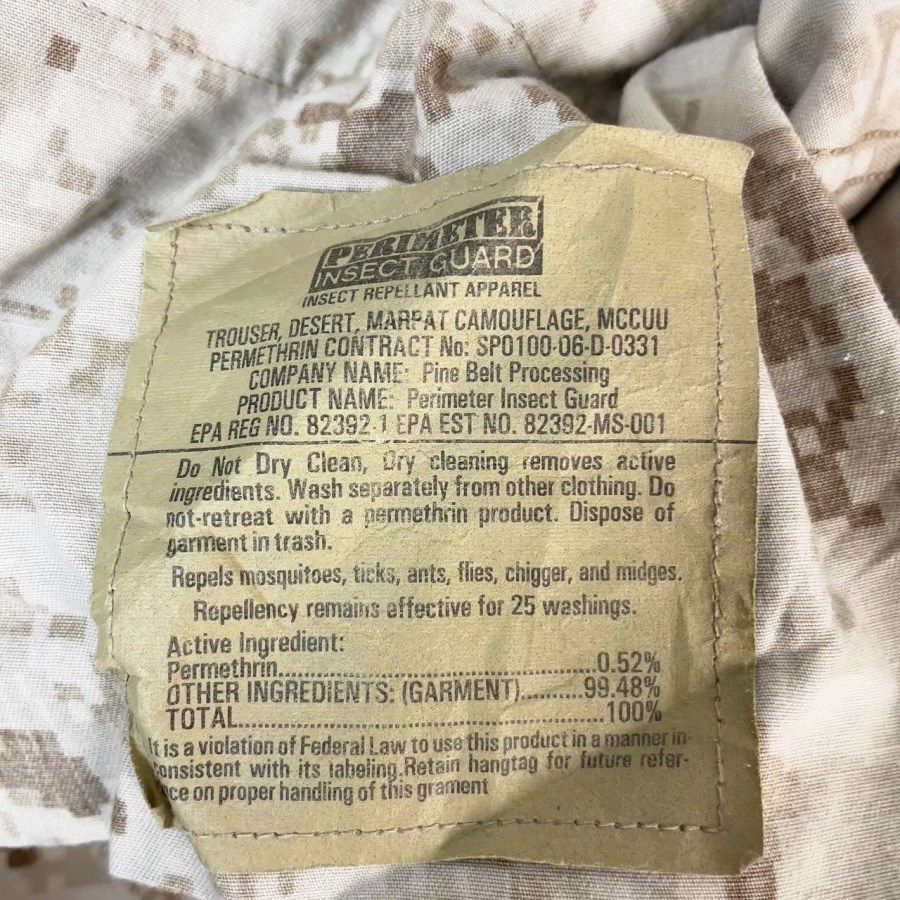 PERIMETER
INSECT GUARD
INSECT REPELLANT APPAREL
TROUSER, DESERT, MARPAT CAMOUFLAGE, MCCUU
PERMETHRIN CONTRACT No: SP0100-06-D-0331
COMPANY NAME: Pine Belt Processing
PRODUCT NAME: Perimeter Insect Guard
EPA REG NO. 82392-1 EPA EST NO. 82392-MS-001
Do Not Dry Clean, Dry cleaning removes active
ingredients. Wash separately from other clothing. Do
not-retreat with a permethrin product. Dispose of
garment in trash.
Repels mosquitoes, ticks, ants, flies, chigger, and midges.
Repellency remains effective for 25 washings.
Active Ingredient:
Permethrin..................................................0.52%
OTHER INGREDIENTS: (GARMENT)..........99.48%
TOTAL..........................................................100%
It is a violation of Federal Law to use this product in a manner in-
consistent with its labeling.Retain hangtag for future refer-
nce on proper handling of this grament